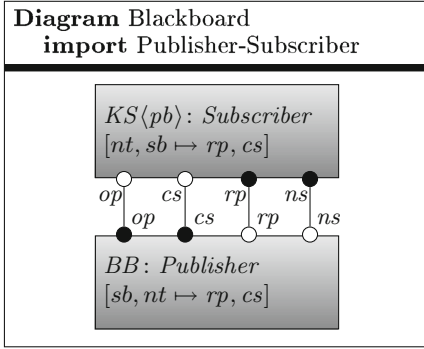 Diagram Blackboard
import Publisher-Subscriber
KS⟨pb⟩: Subscriber
[nt, sb ↦ rp, cs]
op cs rp ns
op cs rp ns
BB: Publisher
[sb, nt ↦ rp, cs]